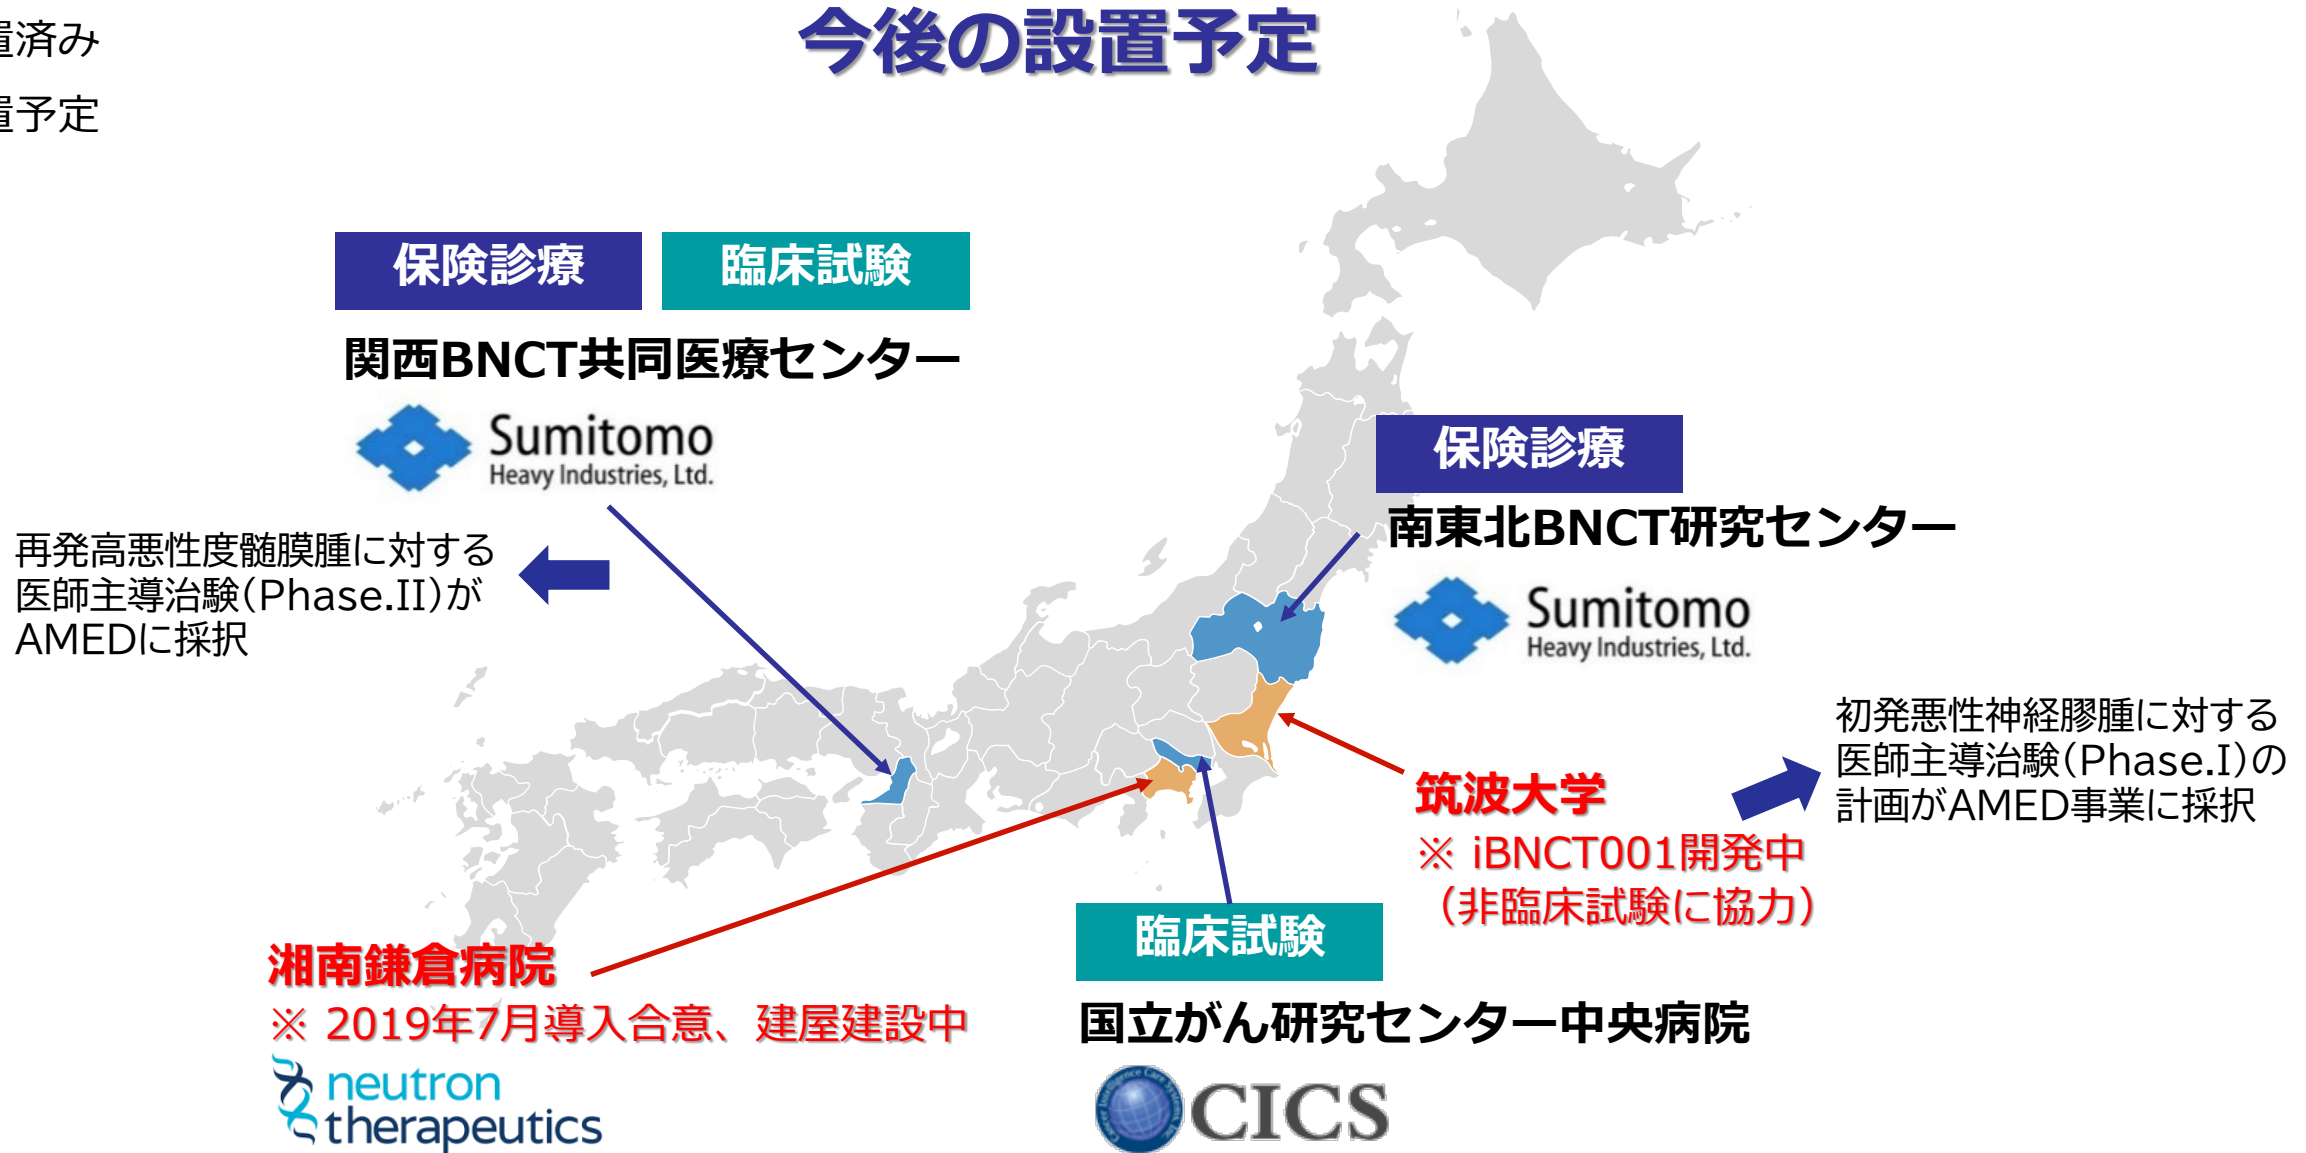 今後の設置予定
置済み
置予定
保険診療
臨床試験
関西BNCT共同医療センター
Sumitomo
Heavy Industries, Ltd.
再発高悪性度髄膜腫に対する
医師主導治験(Phase.II)が
AMEDに採択
保険診療
南東北BNCT研究センター
Sumitomo
Heavy Industries, Ltd.
初発悪性神経膠腫に対する
医師主導治験(Phase.I)の
計画がAMED事業に採択
筑波大学
※ iBNCT001開発中
（非臨床試験に協力）
臨床試験
国立がん研究センター中央病院
CICS
湘南鎌倉病院
※ 2019年7月導入合意、建屋建設中
neutron
therapeutics